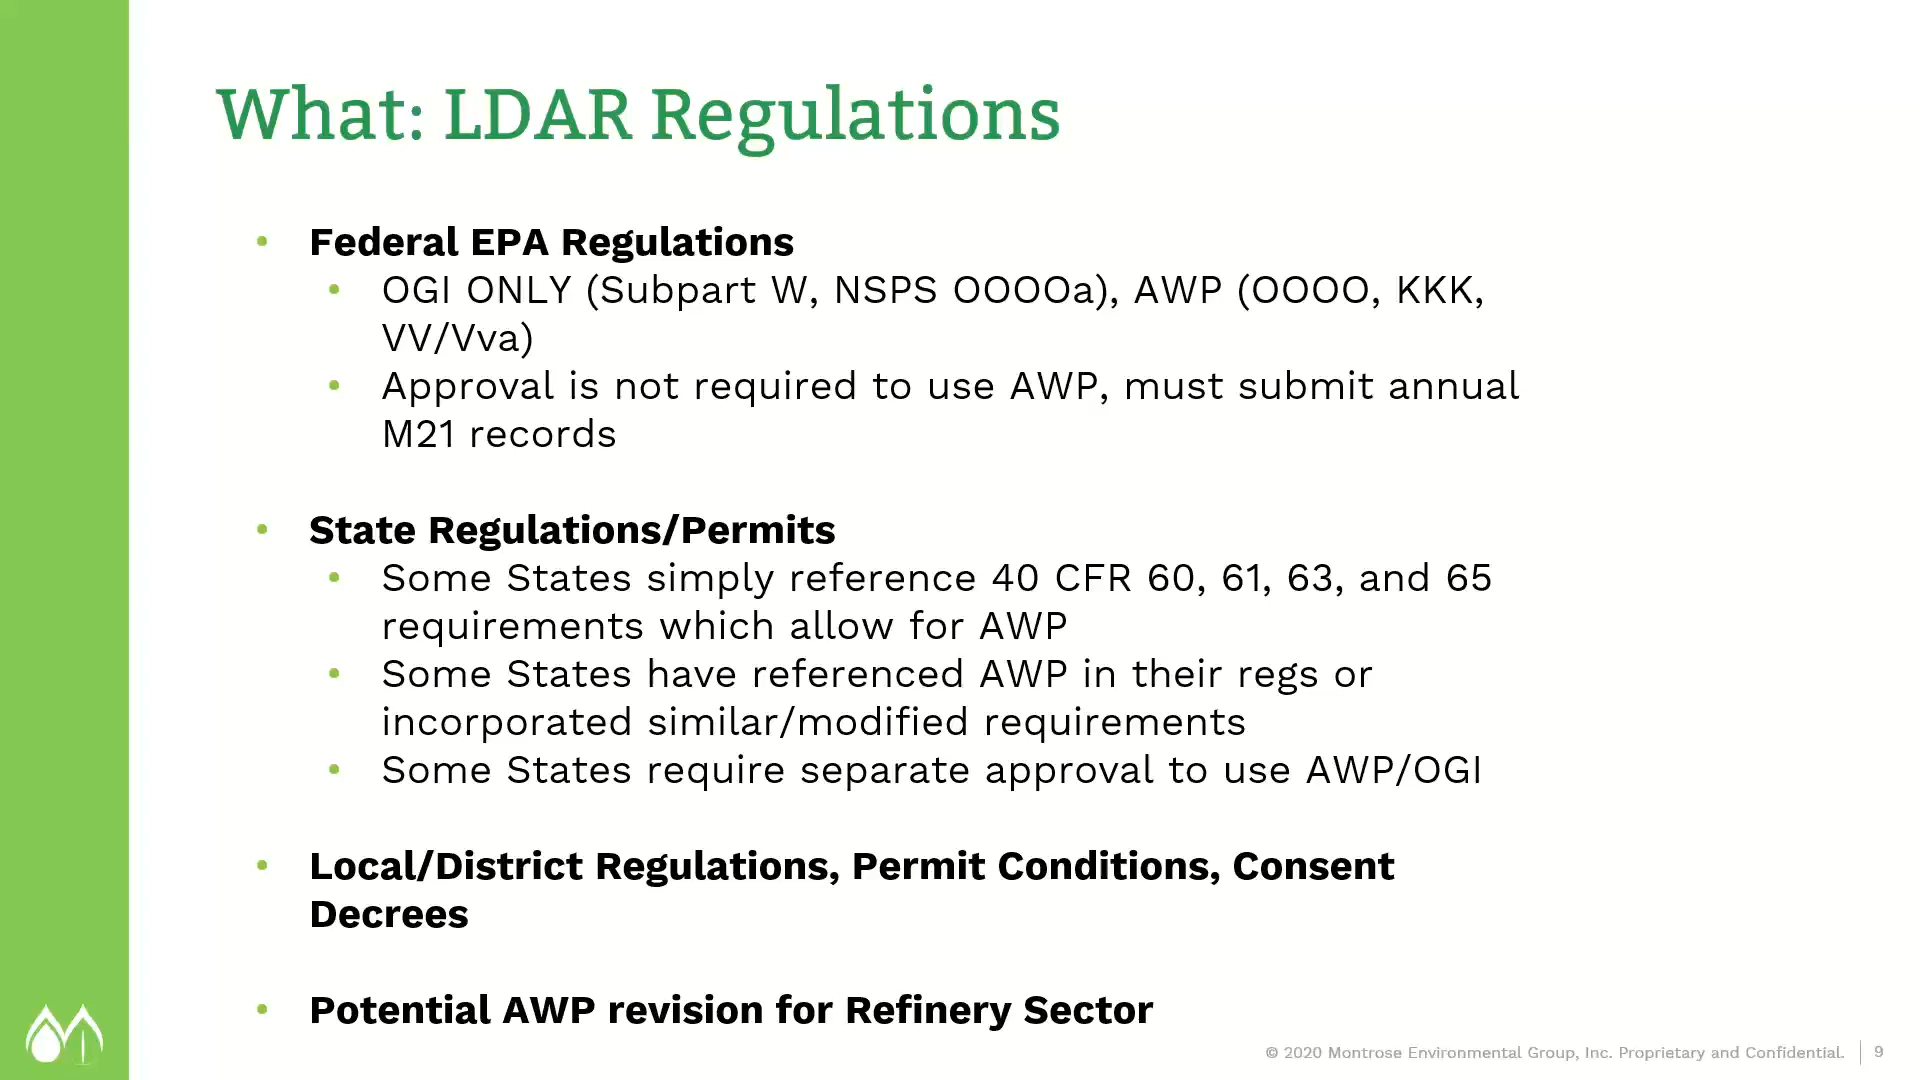 What: LDAR Regulations
• Federal EPA Regulations
• OGI ONLY (Subpart W, NSPS OOOOa), AWP (OOOO, KKK,
VV/Vva)
• Approval is not required to use AWP, must submit annual
M21 records
• State Regulations/Permits
• Some States simply reference 40 CFR 60, 61, 63, and 65
requirements which allow for AWP
• Some States have referenced AWP in their regs or
incorporated similar/modified requirements
• Some States require separate approval to use AWP/OGI
• Local/District Regulations, Permit Conditions, Consent
Decrees
• Potential AWP revision for Refinery Sector
© 2020 Montrose Environmental Group, Inc. Proprietary and Confidential. 9